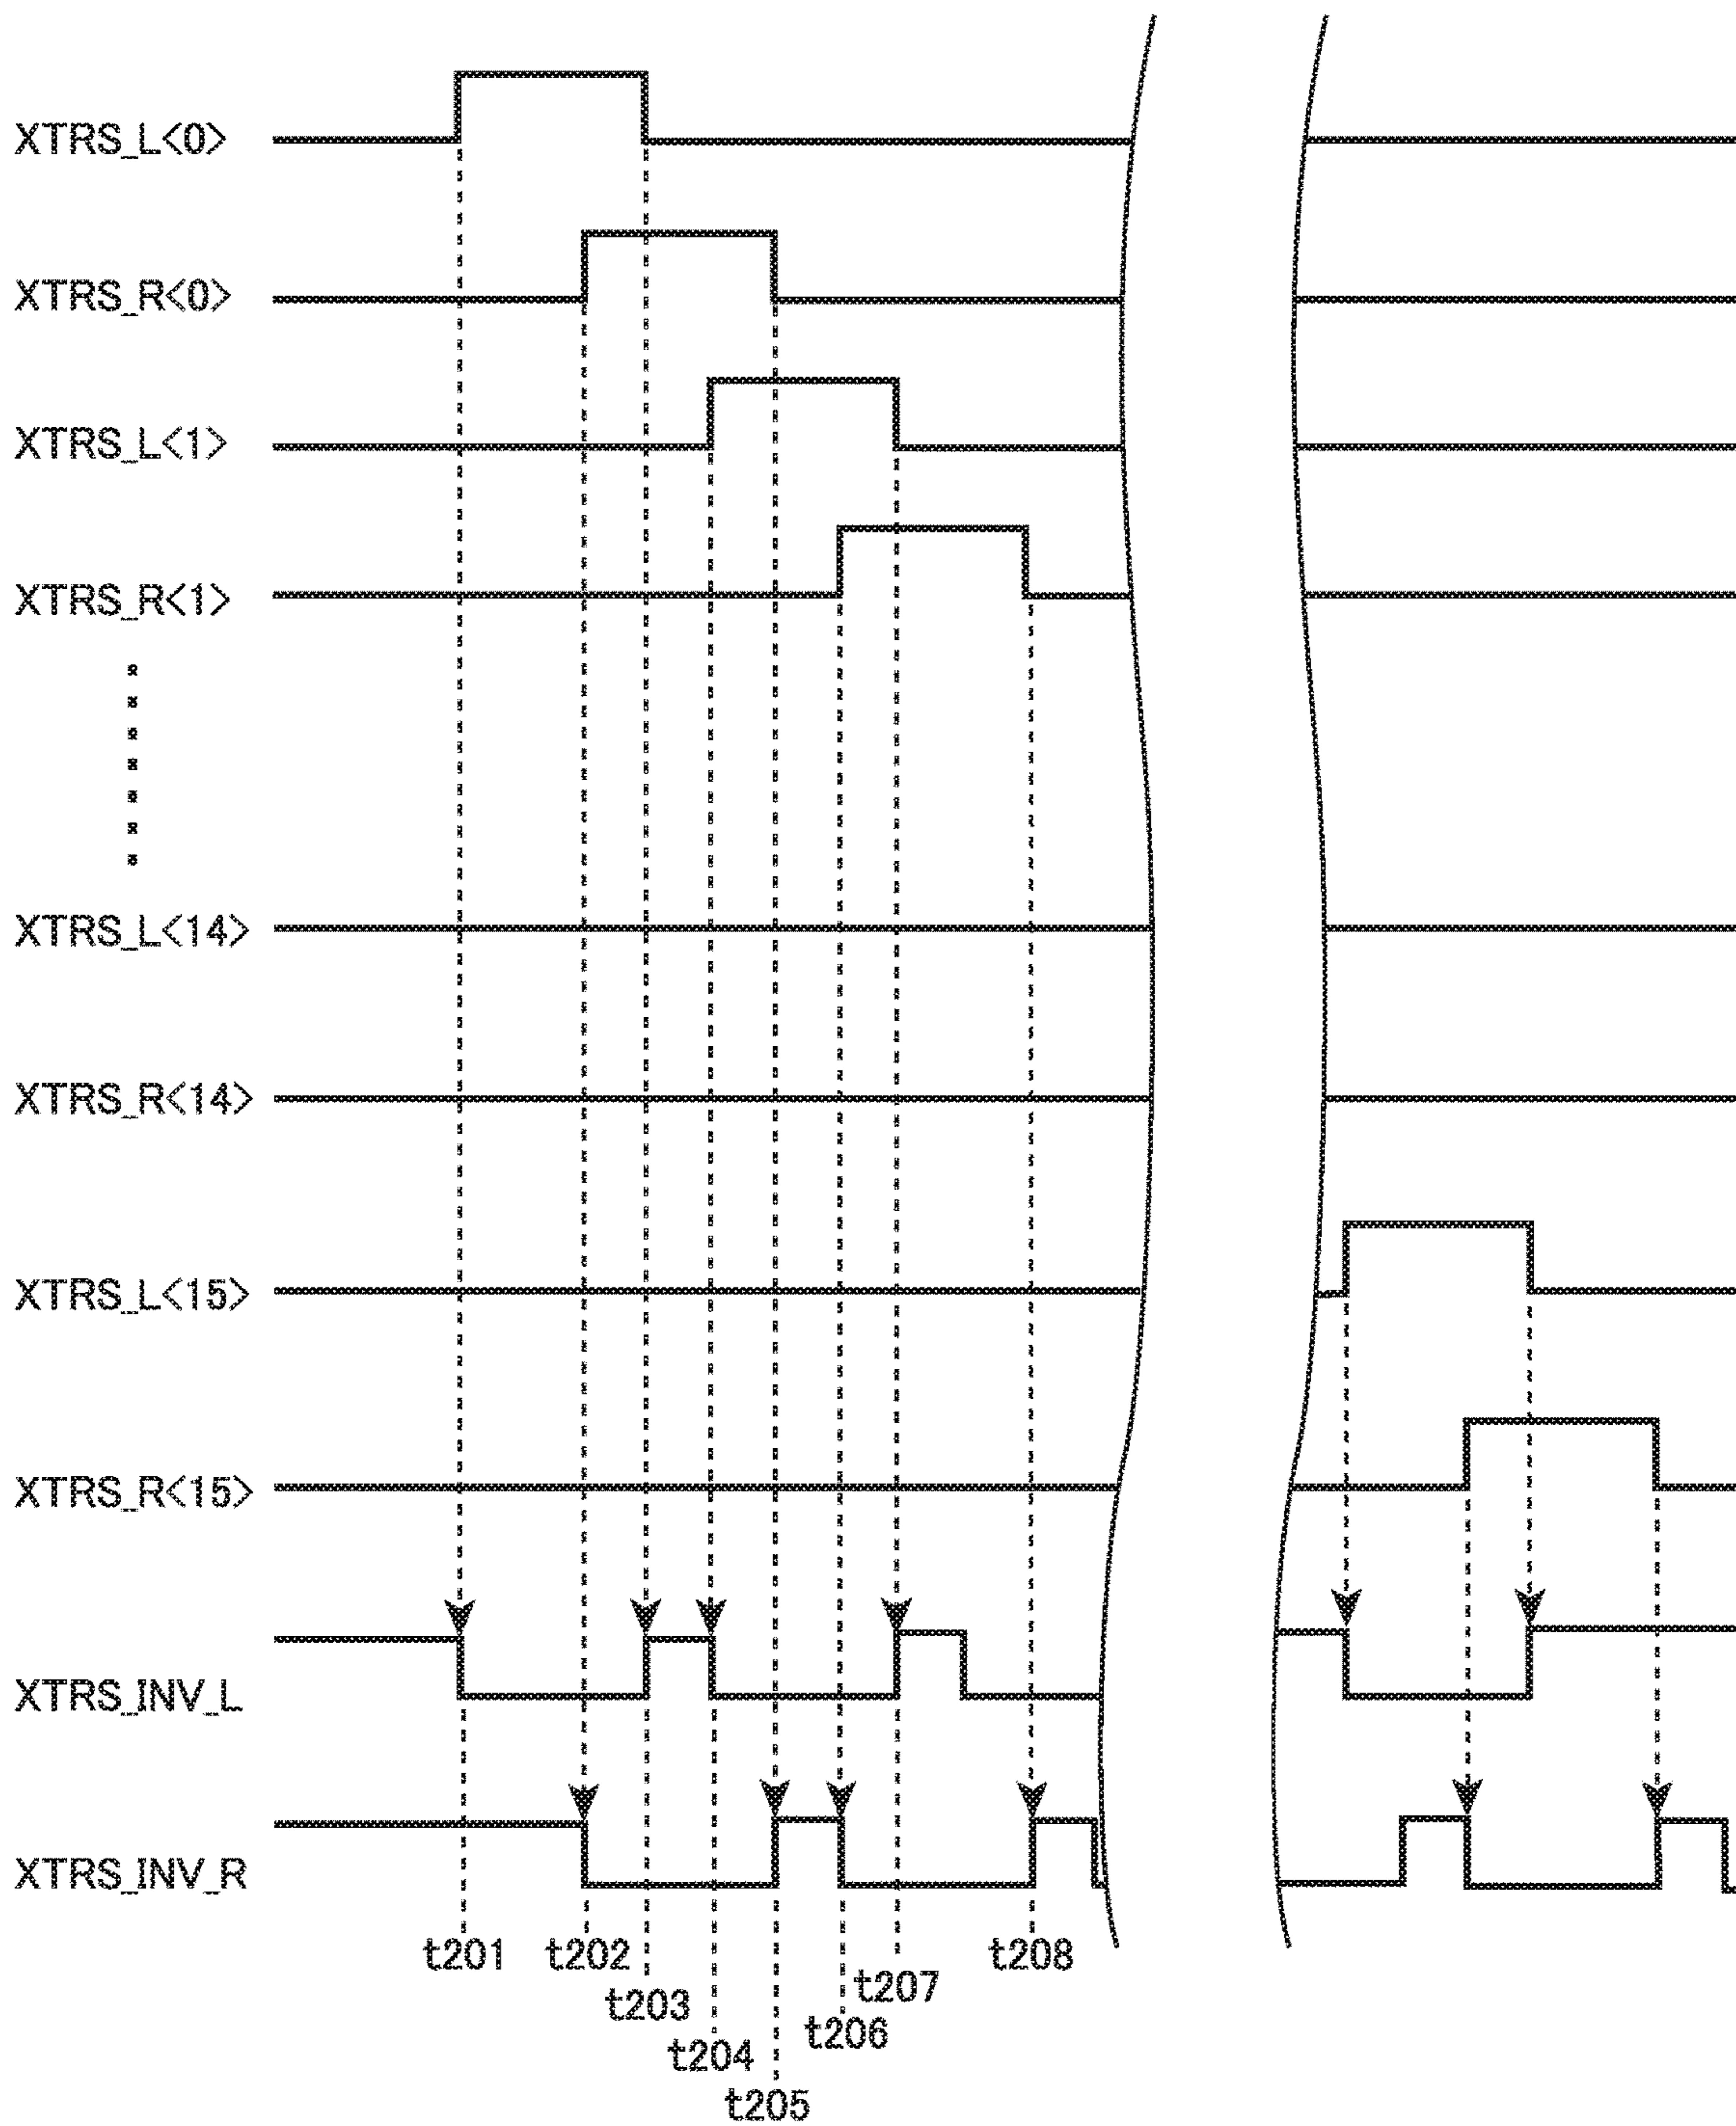 XTRS_L<0>
XTRS_R<0>
XTRS_L<1>
XTRS_R<1>
XTRS_L<14>
XTRS_R<14>
XTRS_L<15>
XTRS_R<15>
XTRS_INV_L
XTRS_INV_R
t201
t202
t203
t204
t205
t206
t207
t208